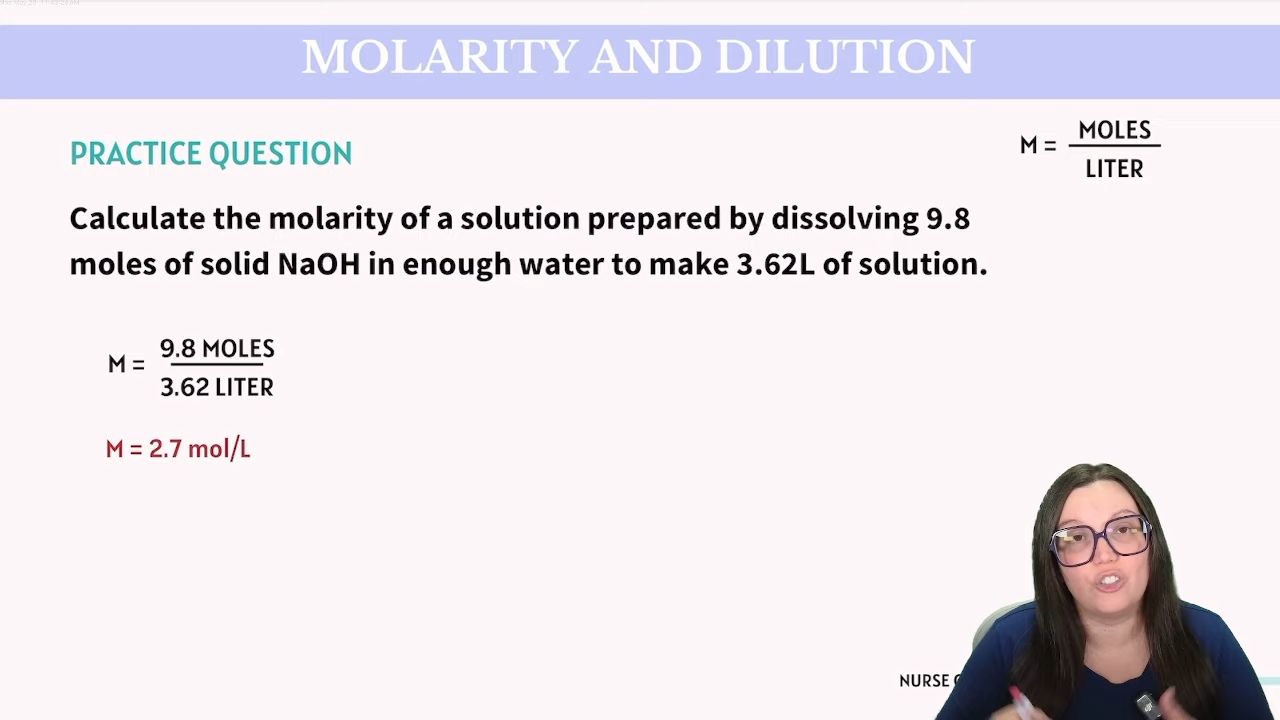 MOLARITY AND DILUTION
PRACTICE QUESTION
M = MOLES
LITER
Calculate the molarity of a solution prepared by dissolving 9.8
moles of solid NaOH in enough water to make 3.62L of solution.
M = 9.8 MOLES
3.62 LITER
M = 2.7 mol/L
NURSE